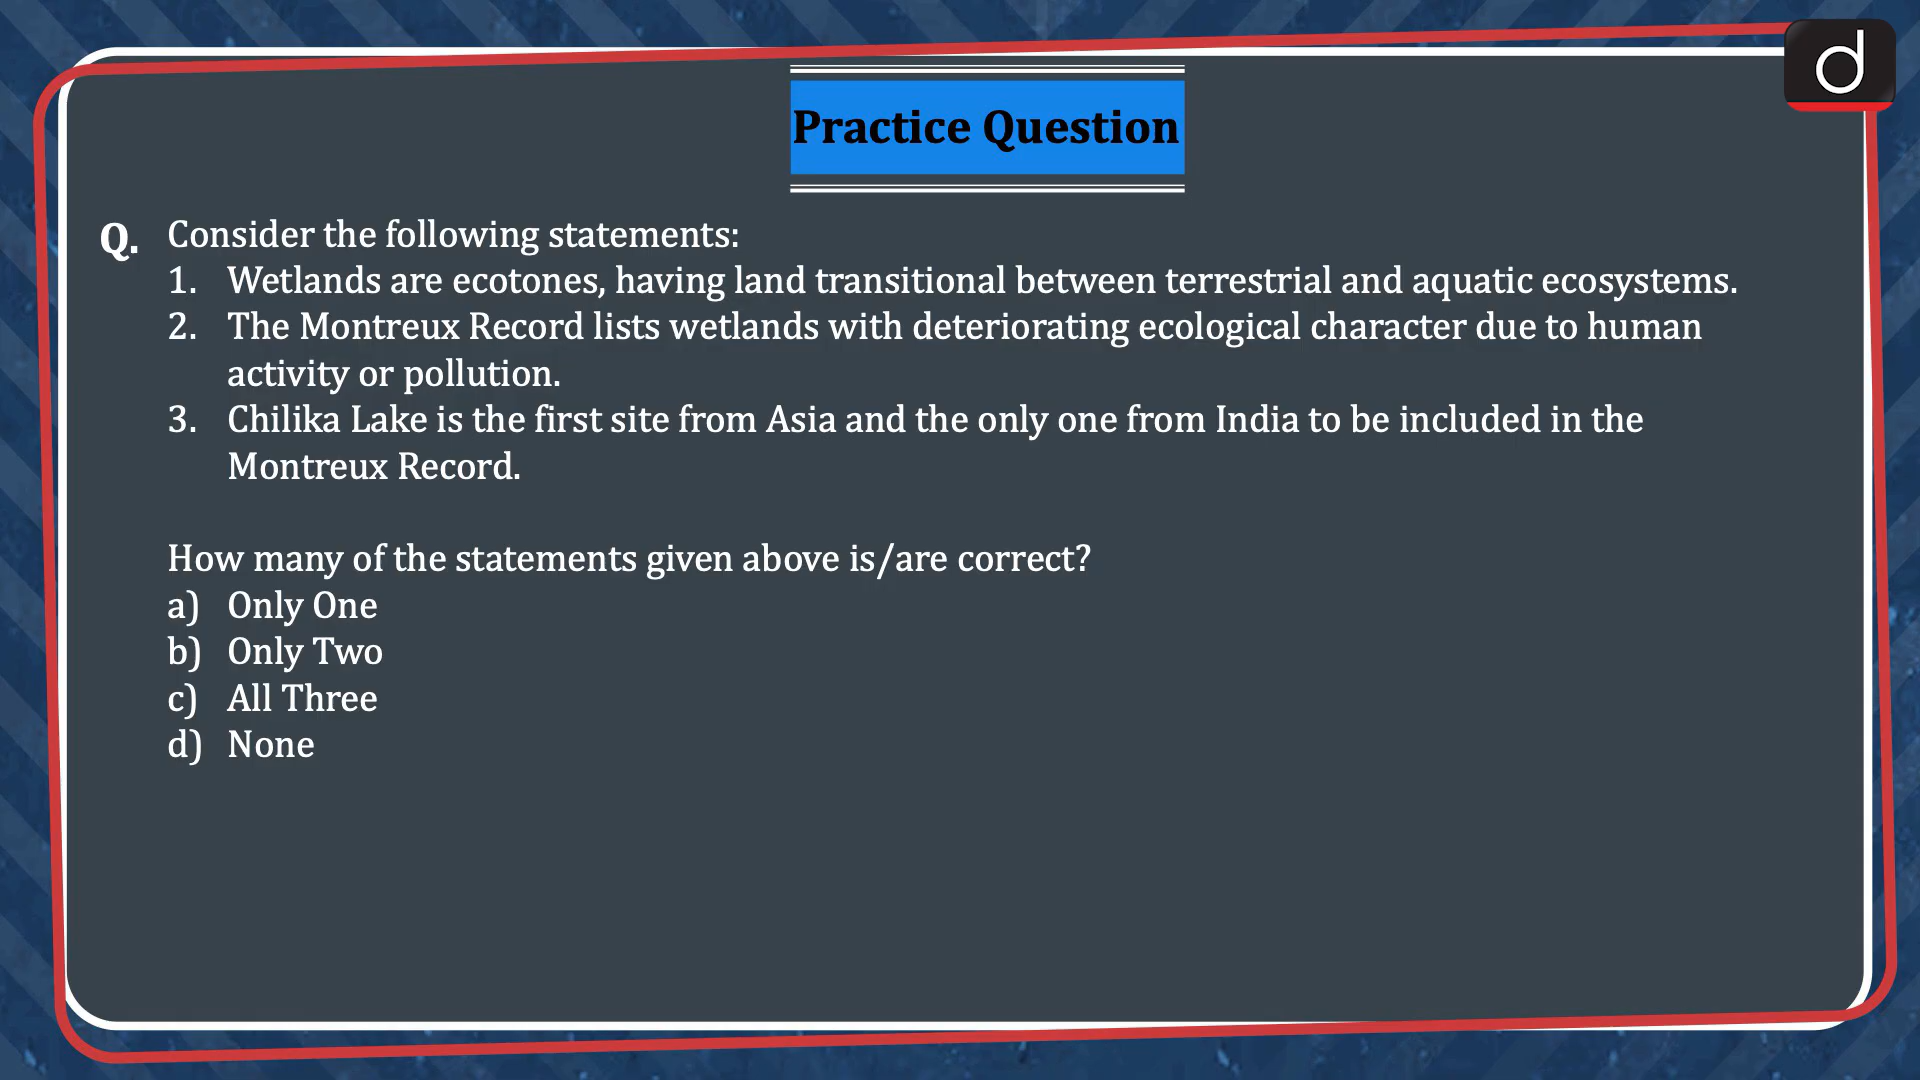 Practice Question
Q. Consider the following statements:
1. Wetlands are ecotones, having land transitional between terrestrial and aquatic ecosystems.
2. The Montreux Record lists wetlands with deteriorating ecological character due to human
activity or pollution.
3. Chilika Lake is the first site from Asia and the only one from India to be included in the
Montreux Record.
How many of the statements given above is/are correct?
a) Only One
b) Only Two
c) All Three
d) None
d